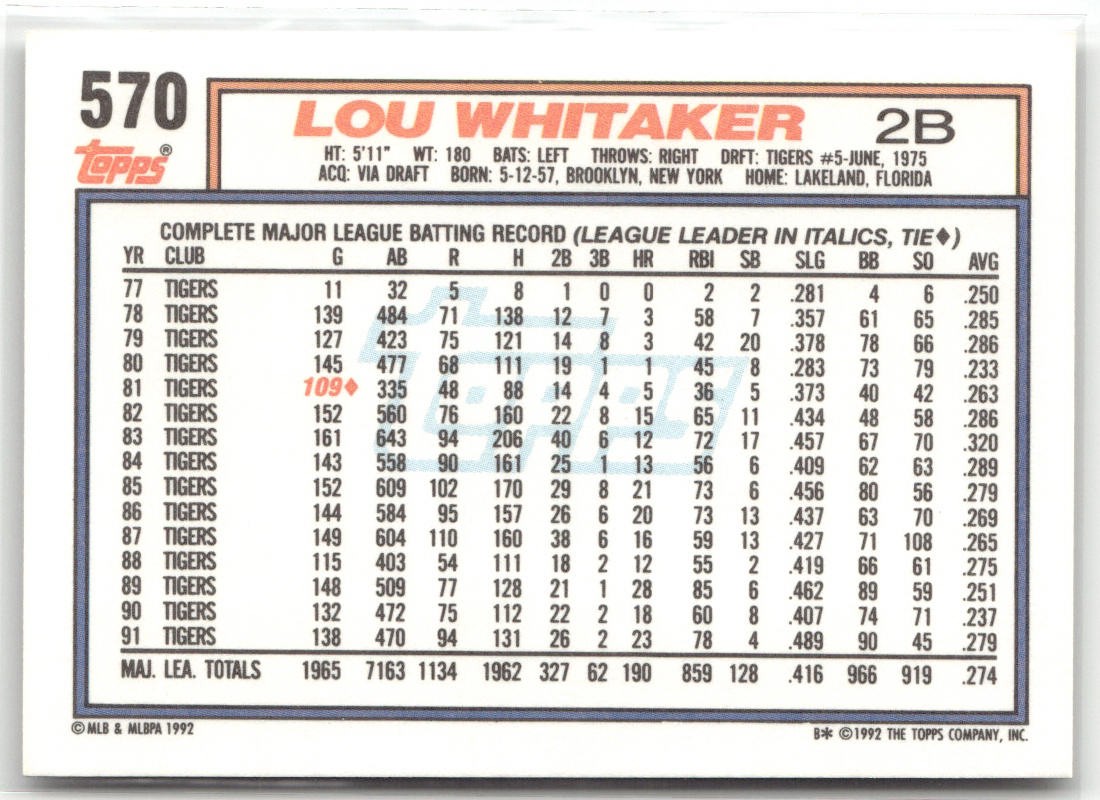 570
LOU WHITAKER 2B
topps®
HT: 5'11" WT: 180 BATS: LEFT THROWS: RIGHT DRFT: TIGERS #5-JUNE, 1975
ACQ: VIA DRAFT BORN: 5-12-57, BROOKLYN, NEW YORK HOME: LAKELAND, FLORIDA
COMPLETE MAJOR LEAGUE BATTING RECORD (LEAGUE LEADER IN ITALICS, TIE♦)
YR CLUB G AB R H 2B 3B HR RBI SB SLG BB SO AVG
77 TIGERS 11 32 5 8 1 0 0 2 2 .281 4 6 .250
78 TIGERS 139 484 71 138 12 7 3 58 7 .357 61 65 .285
79 TIGERS 127 423 75 121 14 8 3 42 20 .378 78 66 .286
80 TIGERS 145 477 68 111 19 1 1 45 8 .283 73 79 .233
81 TIGERS 109♦ 335 48 88 14 4 5 36 5 .373 40 42 .263
82 TIGERS 152 560 76 160 22 8 15 65 11 .434 48 58 .286
83 TIGERS 161 643 94 206 40 6 12 72 17 .457 67 70 .320
84 TIGERS 143 558 90 161 25 1 13 56 6 .409 62 63 .289
85 TIGERS 152 609 102 170 29 8 21 73 6 .456 80 56 .279
86 TIGERS 144 584 95 157 26 6 20 73 13 .437 63 70 .269
87 TIGERS 149 604 110 160 38 6 16 59 13 .427 71 108 .265
88 TIGERS 115 403 54 111 18 2 12 55 2 .419 66 61 .275
89 TIGERS 148 509 77 128 21 1 28 85 6 .462 89 59 .251
90 TIGERS 132 472 75 112 22 2 18 60 8 .407 74 71 .237
91 TIGERS 138 470 94 131 26 2 23 78 4 .489 90 45 .279
MAJ. LEA. TOTALS 1965 7163 1134 1962 327 62 190 859 128 .416 966 919 .274
topps
©MLB & MLBPA 1992
B* ©1992 THE TOPPS COMPANY, INC.